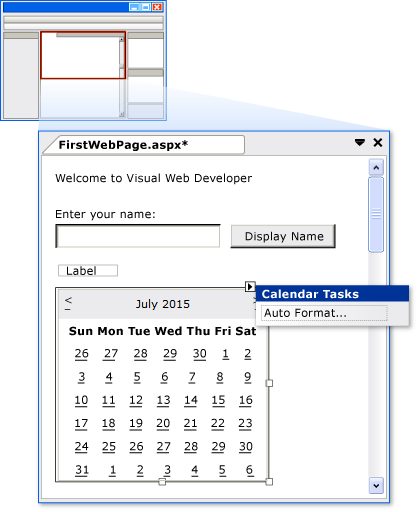 FirstWebPage.aspx*
Welcome to Visual Web Developer
Enter your name:
Display Name
Label
< July 2015 >
Calendar Tasks
Auto Format...
Sun Mon Tue Wed Thu Fri Sat
26 27 28 29 30 1 2
3 4 5 6 7 8 9
10 11 12 13 14 15 16
17 18 19 20 21 22 23
24 25 26 27 28 29 30
31 1 2 3 4 5 6